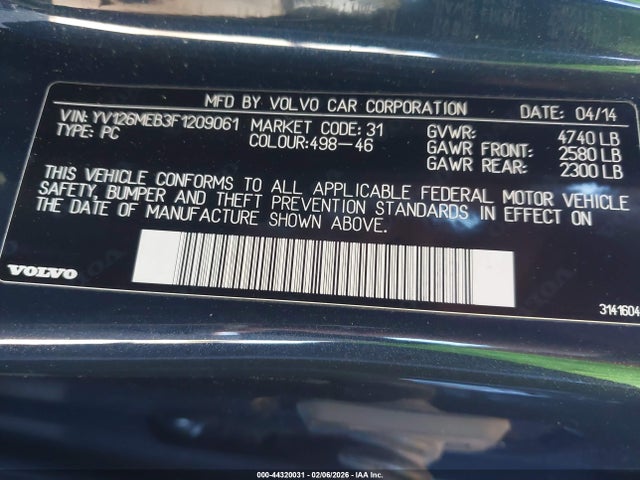 MFD BY VOLVO CAR CORPORATION DATE: 04/14
VIN: YV126MEB3F1209061 MARKET CODE: 31 GVWR: 4740 LB
TYPE: PC COLOUR:498-46 GAWR FRONT: 2580 LB
GAWR REAR: 2300 LB
THIS VEHICLE CONFORMS TO ALL APPLICABLE FEDERAL MOTOR VEHICLE
SAFETY, BUMPER AND THEFT PREVENTION STANDARDS IN EFFECT ON
THE DATE OF MANUFACTURE SHOWN ABOVE.
VOLVO
3141604
000-44320031 - 02/06/2026 - IAA Inc.